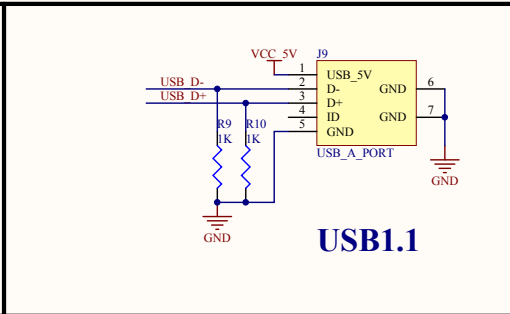 VCC_5V
J9
1
USB_5V
USB_D-
2
D-
GND
6
USB_D+
3
D+
4
ID
GND
7
R9
R10
5
GND
1K
1K
USB_A_PORT
GND
GND
USB1.1